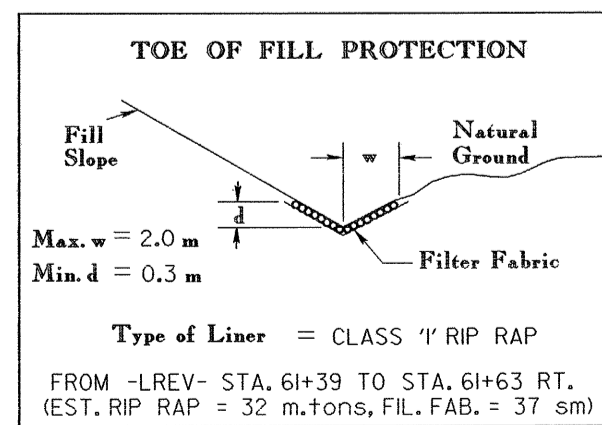 TOE OF FILL PROTECTION
Fill
Slope
Natural
Ground
w
d
Max. w = 2.0 m
Min. d = 0.3 m
Filter Fabric
Type of Liner = CLASS 'I' RIP RAP
FROM -LREV- STA. 61+39 TO STA. 61+63 RT.
(EST. RIP RAP = 32 m.tons, FIL. FAB. = 37 sm)